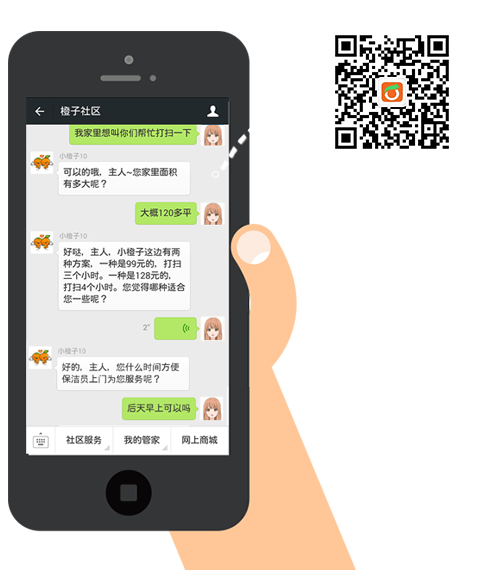 橙子社区
我家里想叫你们帮忙打扫一下
小橙子10
可以的哦，主人~您家里面积
有多大呢？
大概120多平
小橙子10
好哒，主人，小橙子这边有两
种方案，一种是99元的，打扫
三个小时。一种是128元的，
打扫4个小时。您觉得哪种适合
您一些呢？
2"
小橙子10
好的，主人，您什么时间方便
保洁员上门为您服务呢？
后天早上可以吗
社区服务
我的管家
网上商城